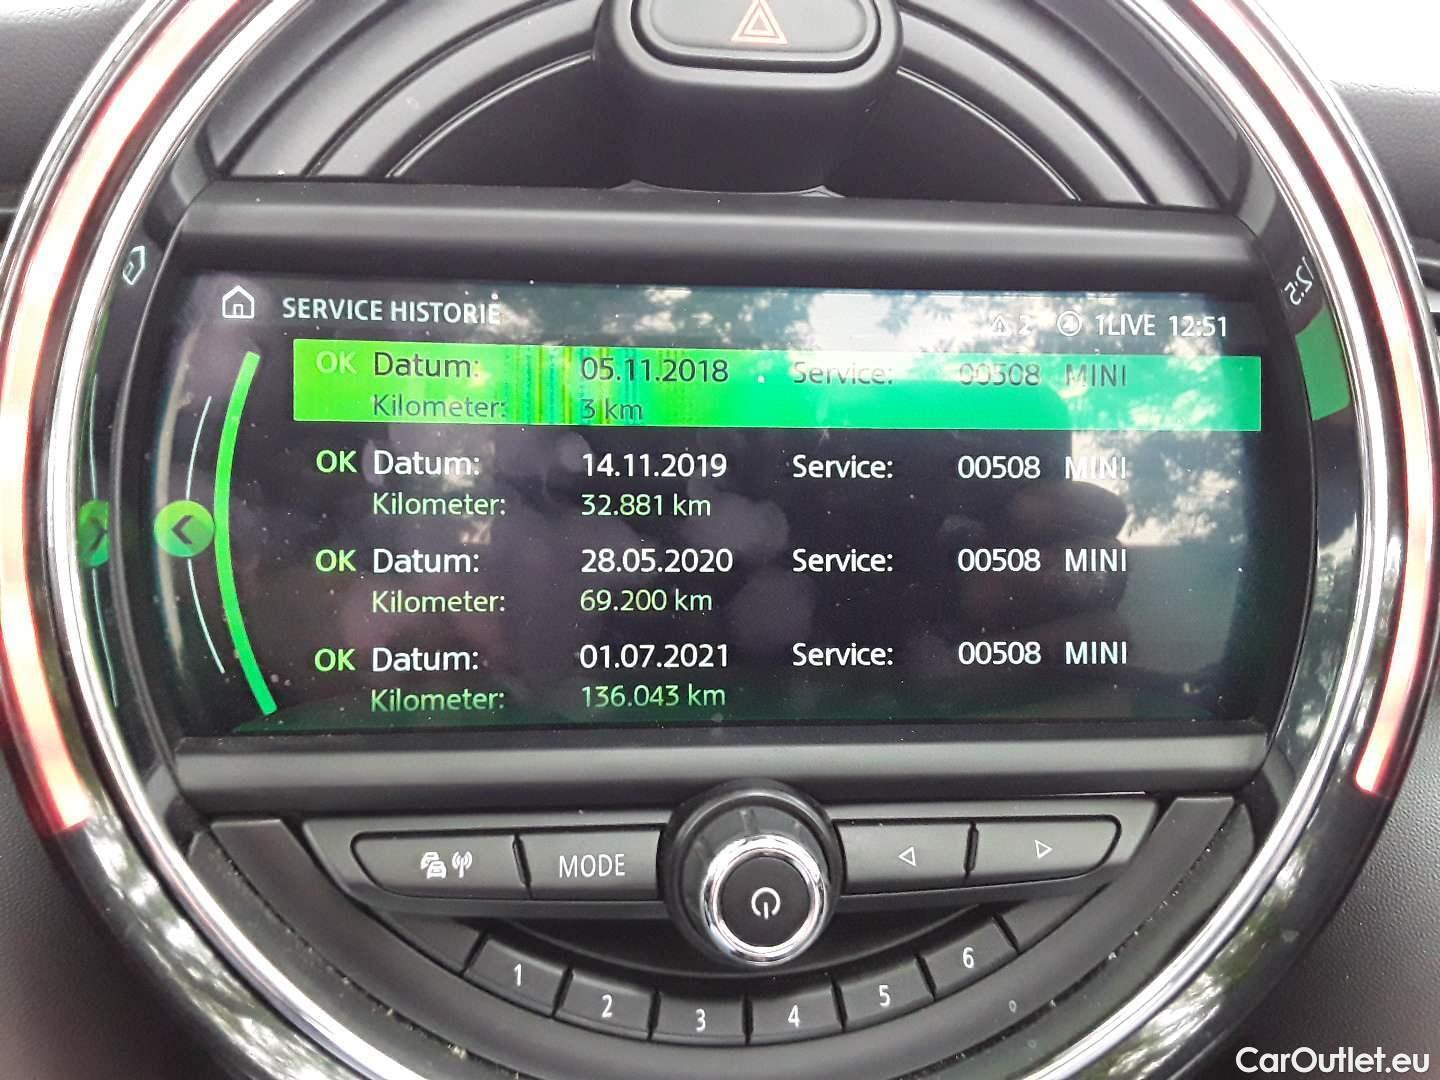 SERVICE HISTORIE
2 4 1LIVE 12:51
OK Datum: 05.11.2018 Service: 00508 MINI
Kilometer: 3 km
OK Datum: 14.11.2019 Service: 00508 MINI
Kilometer: 32.881 km
OK Datum: 28.05.2020 Service: 00508 MINI
Kilometer: 69.200 km
OK Datum: 01.07.2021 Service: 00508 MINI
Kilometer: 136.043 km
MODE
1 2 3 4 5 6
CarOutlet.eu